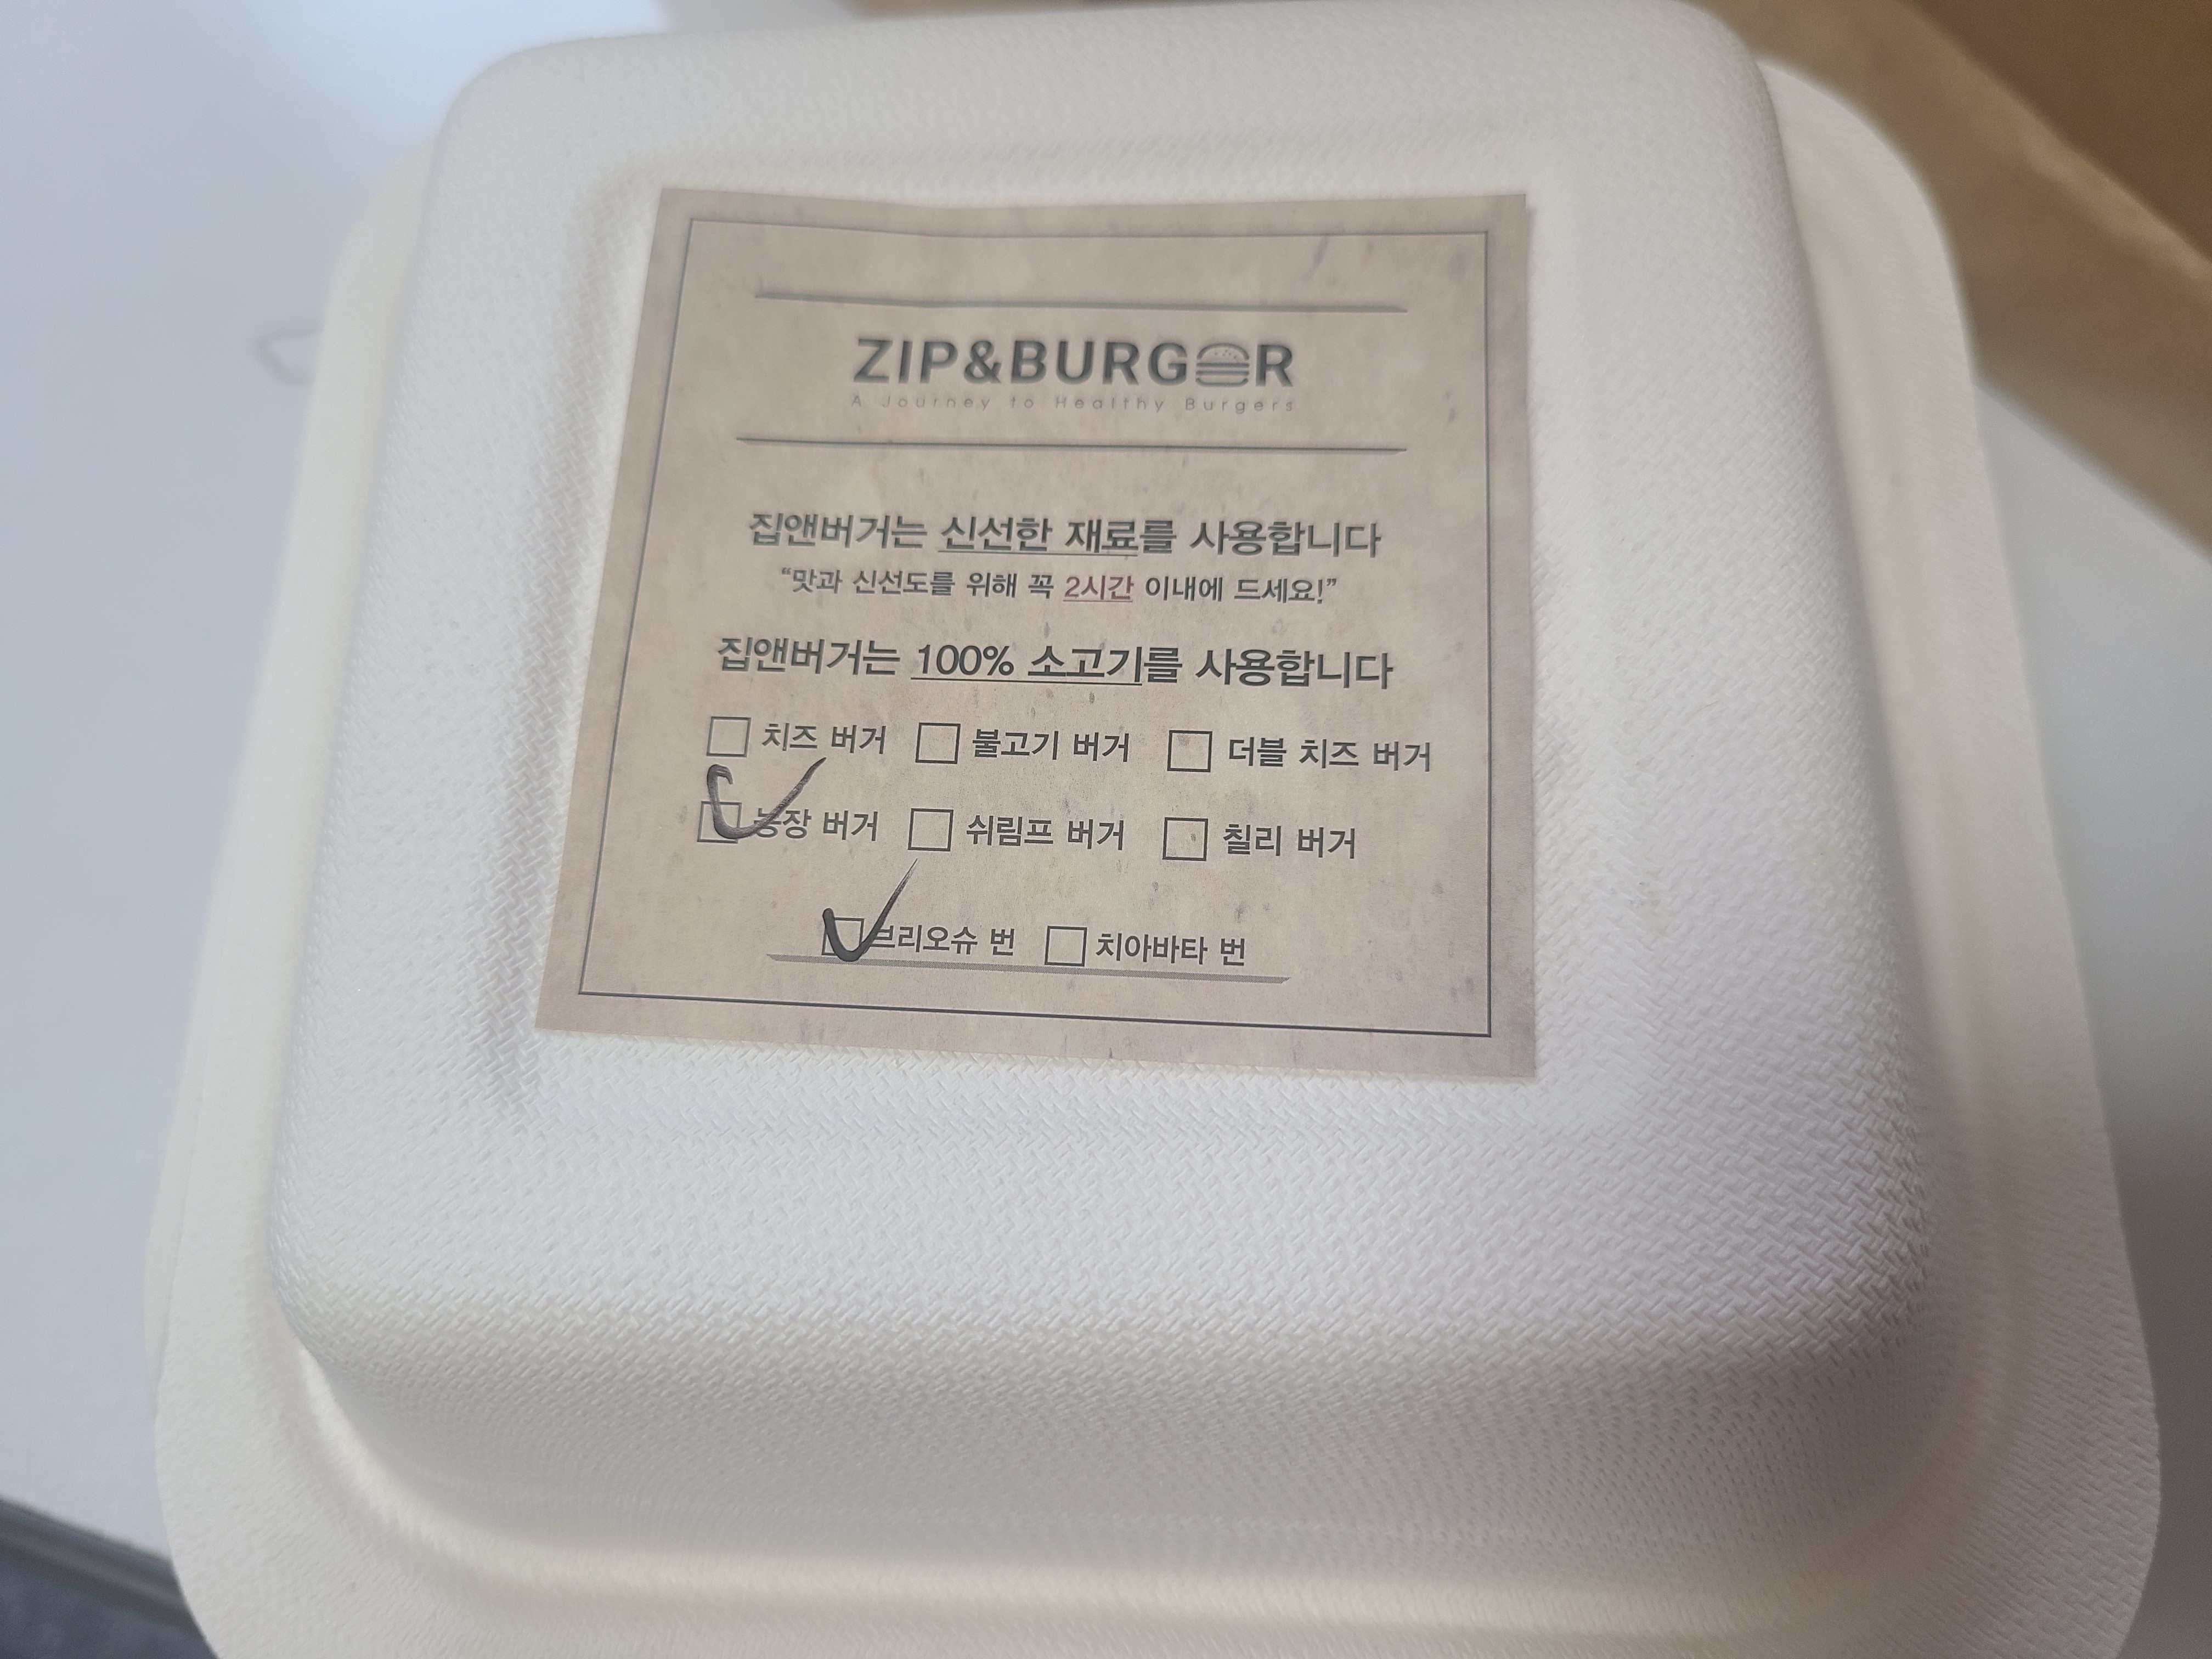 ZIP&BURGER
A Journey to Healthy Burgers
집앤버거는 신선한 재료를 사용합니다
“맛과 신선도를 위해 꼭 2시간 이내에 드세요!”
집앤버거는 100% 소고기를 사용합니다
치즈 버거 불고기 버거 더블 치즈 버거
농장 버거 쉬림프 버거 칠리 버거
브리오슈 번 치아바타 번